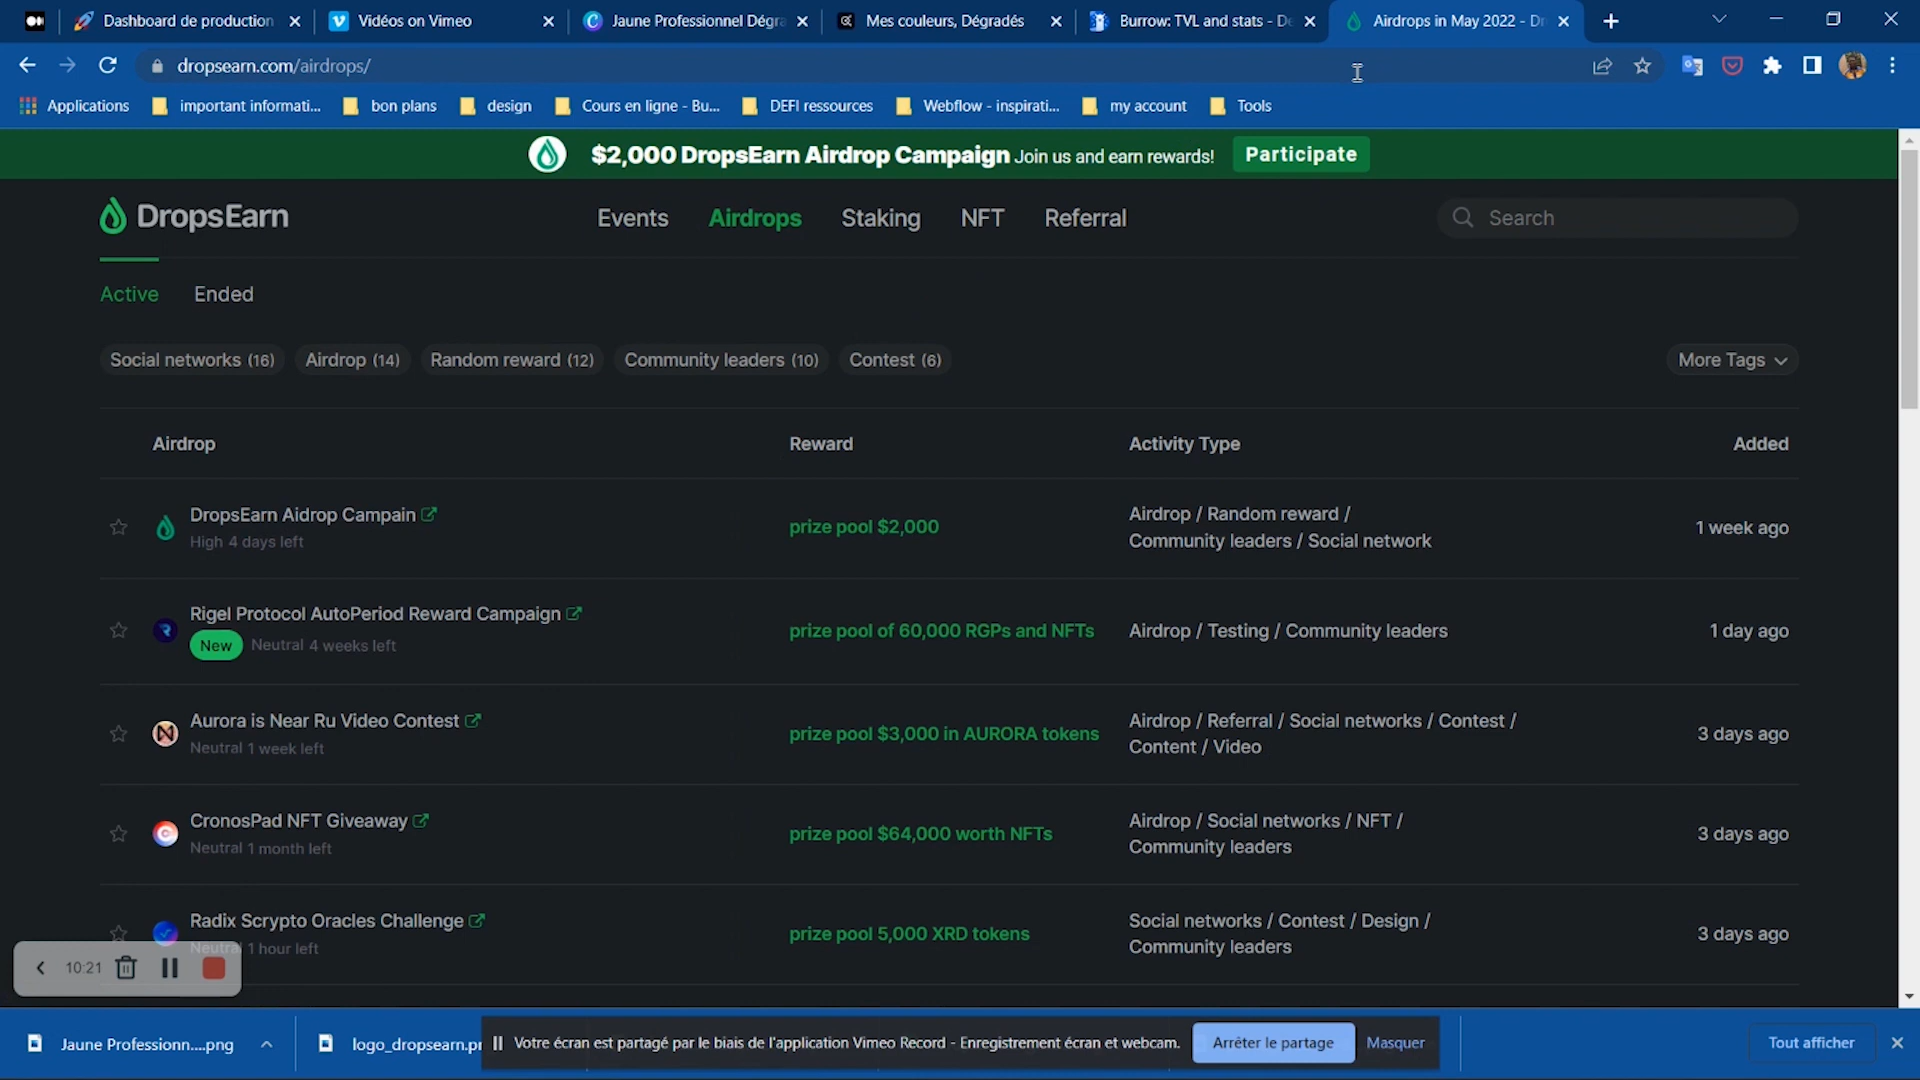 Dashboard de production
Vidéos on Vimeo
Jaune Professionnel Dégra
Mes couleurs, Dégradés
Burrow: TVL and stats - De
Airdrops in May 2022 - Dr
dropsearn.com/airdrops/
Applications
important informati...
bon plans
design
Cours en ligne - Bu...
DEFI ressources
Webflow - inspirati...
my account
Tools
$2,000 DropsEarn Airdrop Campaign Join us and earn rewards! Participate
DropsEarn
Events
Airdrops
Staking
NFT
Referral
Search
Active
Ended
Social networks (16)
Airdrop (14)
Random reward (12)
Community leaders (10)
Contest (6)
More Tags
Airdrop
Reward
Activity Type
Added
DropsEarn Aidrop Campain
High 4 days left
prize pool $2,000
Airdrop / Random reward /
Community leaders / Social network
1 week ago
Rigel Protocol AutoPeriod Reward Campaign
New Neutral 4 weeks left
prize pool of 60,000 RGPs and NFTs
Airdrop / Testing / Community leaders
1 day ago
Aurora is Near Ru Video Contest
Neutral 1 week left
prize pool $3,000 in AURORA tokens
Airdrop / Referral / Social networks / Contest /
Content / Video
3 days ago
CronosPad NFT Giveaway
Neutral 1 month left
prize pool $64,000 worth NFTs
Airdrop / Social networks / NFT /
Community leaders
3 days ago
Radix Scrypto Oracles Challenge
Neutral 1 hour left
prize pool 5,000 XRD tokens
Social networks / Contest / Design /
Community leaders
3 days ago
10:21
Jaune Professionn....png
logo_dropsearn.pr
Votre écran est partagé par le biais de l'application Vimeo Record - Enregistrement écran et webcam.
Arrêter le partage
Masquer
Tout afficher